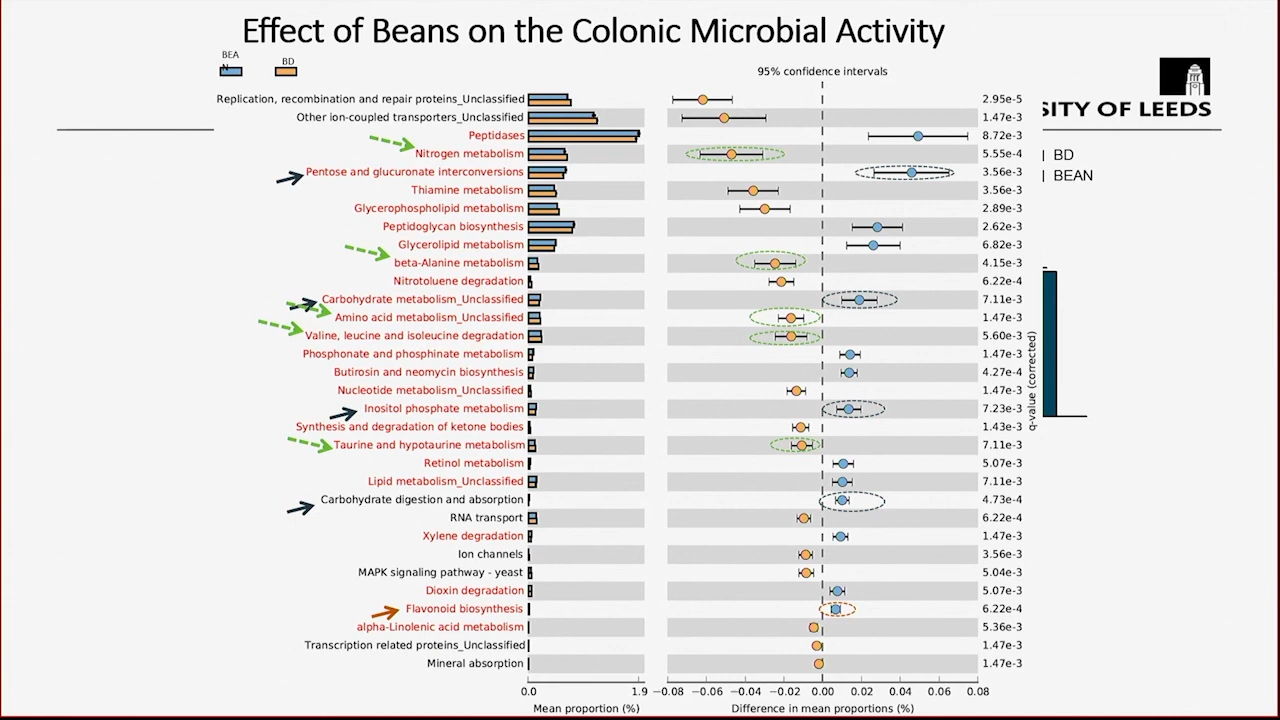 Effect of Beans on the Colonic Microbial Activity
BEA
N
BD
95% confidence intervals
SITY OF LEEDS
BD
BEAN
Replication, recombination and repair proteins_Unclassified 2.95e-5
Other ion-coupled transporters_Unclassified 1.47e-3
Peptidases 8.72e-3
Nitrogen metabolism 5.55e-4
Pentose and glucuronate interconversions 3.56e-3
Thiamine metabolism 3.56e-3
Glycerophospholipid metabolism 2.89e-3
Peptidoglycan biosynthesis 2.62e-3
Glycerolipid metabolism 6.82e-3
beta-Alanine metabolism 4.15e-3
Nitrotoluene degradation 6.22e-4
Carbohydrate metabolism_Unclassified 7.11e-3
Amino acid metabolism_Unclassified 1.47e-3
Valine, leucine and isoleucine degradation 5.60e-3
Phosphonate and phosphinate metabolism 1.47e-3
Butirosin and neomycin biosynthesis 4.27e-4
Nucleotide metabolism_Unclassified 1.47e-3
Inositol phosphate metabolism 7.23e-3
Synthesis and degradation of ketone bodies 1.43e-3
Taurine and hypotaurine metabolism 7.11e-3
Retinol metabolism 5.07e-3
Lipid metabolism_Unclassified 7.11e-3
Carbohydrate digestion and absorption 4.73e-4
RNA transport 6.22e-4
Xylene degradation 1.47e-3
Ion channels 3.56e-3
MAPK signaling pathway - yeast 5.04e-3
Dioxin degradation 5.07e-3
Flavonoid biosynthesis 6.22e-4
alpha-Linolenic acid metabolism 5.36e-3
Transcription related proteins_Unclassified 1.47e-3
Mineral absorption 1.47e-3
q-value (corrected)
0.0 1.9 −0.08 −0.06 −0.04 −0.02 0.00 0.02 0.04 0.06 0.08
Mean proportion (%) Difference in mean proportions (%)